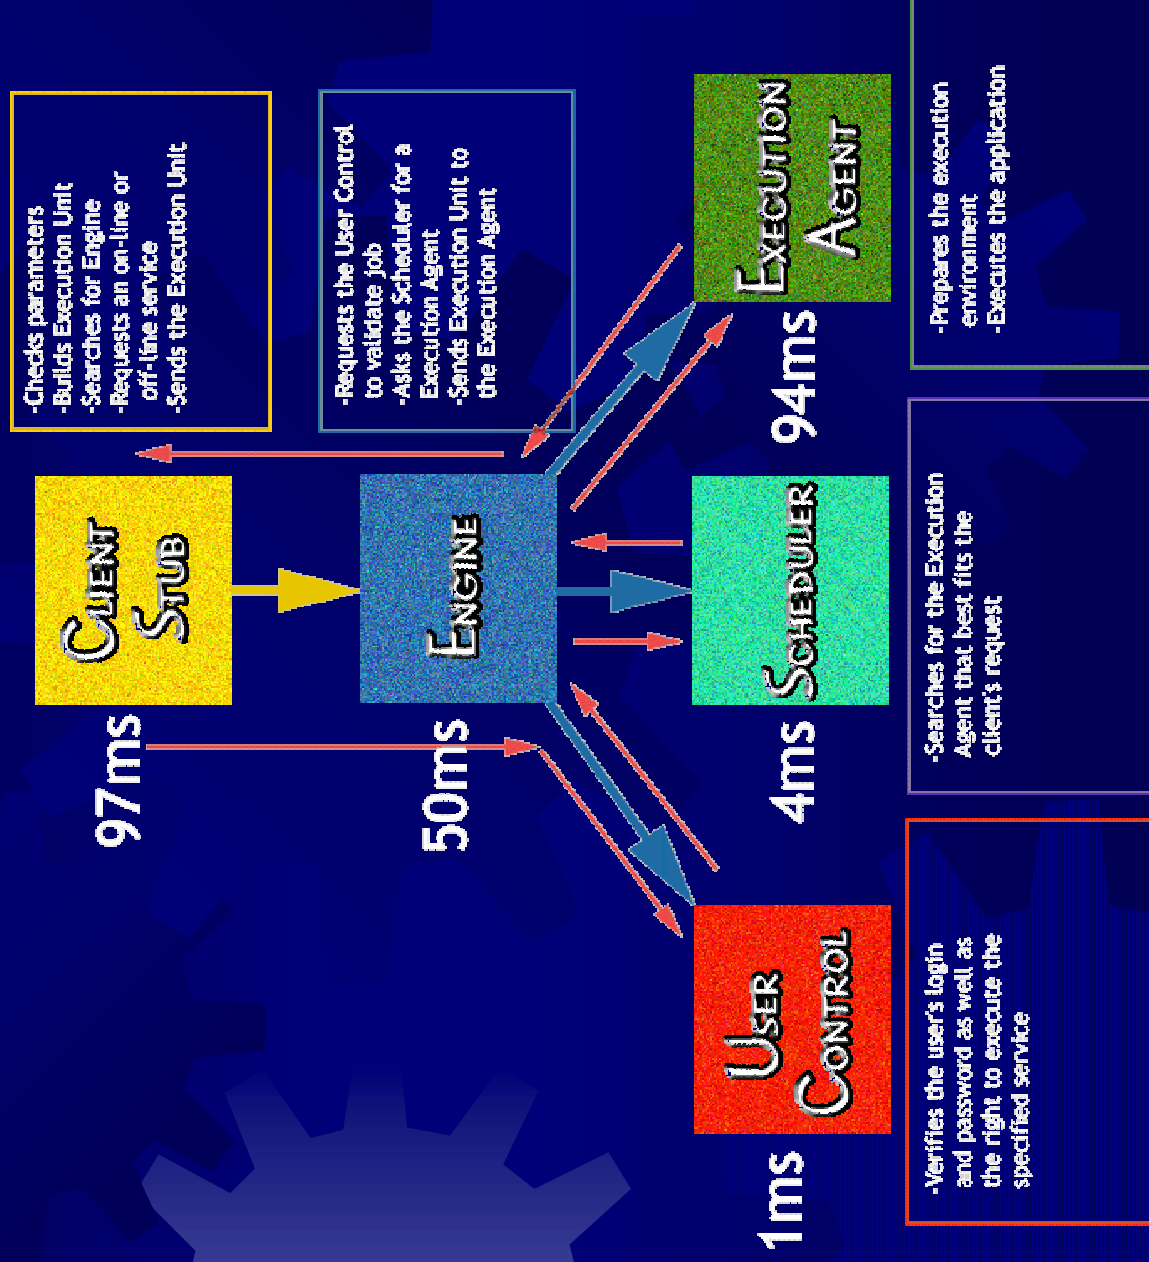 Client
Stub
97ms
-Checks parameters
-Builds Execution Unit
-Searches for Engine
-Requests an on-line or
off-line service
-Sends the Execution Unit
Engine
50ms
-Requests the User Control
to validate job
-Asks the Scheduler for a
Execution Agent
-Sends Execution Unit to
the Execution Agent
User
Control
1ms
Scheduler
4ms
Execution
Agent
94ms
-Verifies the user's login
and password as well as
the right to execute the
specified service
-Searches for the Execution
Agent that best fits the
client's request
-Prepares the execution
environment
-Executes the application